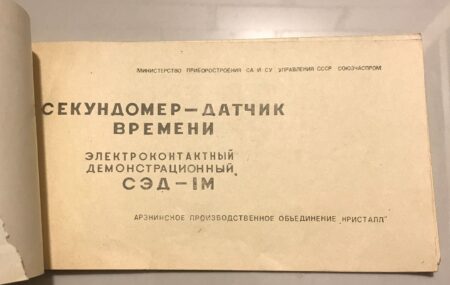 МИНИСТЕРСТВО ПРИБОРОСТРОЕНИЯ СА И СУ УПРАВЛЕНИЯ СССР СОЮЗЧАСПРОМ
СЕКУНДОМЕР—ДАТЧИК
ВРЕМЕНИ
ЭЛЕКТРОКОНТАКТНЫЙ
ДЕМОНСТРАЦИОННЫЙ
СЭД—1М
АРЗНИНСКОЕ ПРОИЗВОДСТВЕННОЕ ОБЪЕДИНЕНИЕ „КРИСТАЛЛ"